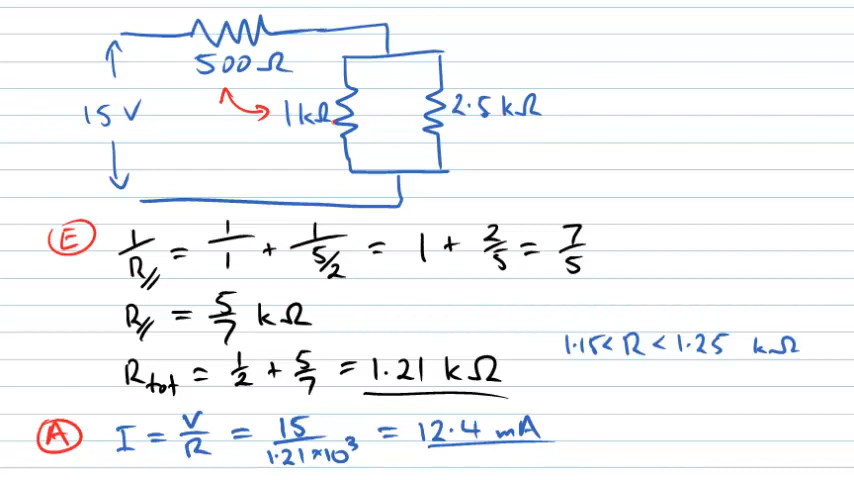 500Ω
15 V
1kΩ
2.5 kΩ
E
1/R// = 1/1 + 1/5/2 = 1 + 2/5 = 7/5
R// = 5/7 kΩ
1.15< R < 1.25 kΩ
Rtot = 1/2 + 5/7 = 1.21 kΩ
A
I = V/R = 15/1.21×10³ = 12.4 mA